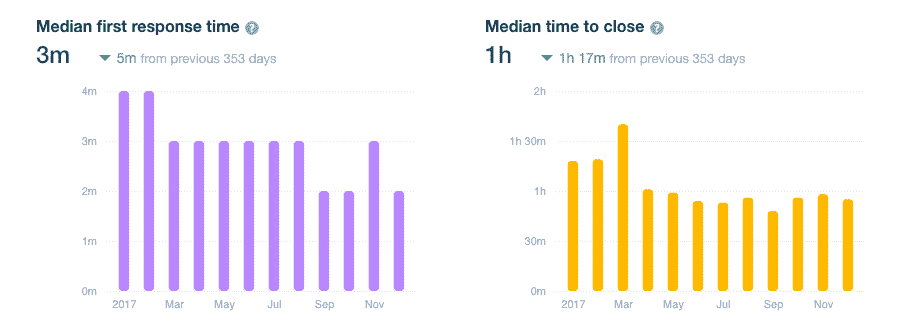 Median first response time ?
3m ▼ 5m from previous 353 days
4m
3m
2m
1m
0m
2017 Mar May Jul Sep Nov
Median time to close ?
1h ▼ 1h 17m from previous 353 days
2h
1h 30m
1h
30m
0m
2017 Mar May Jul Sep Nov